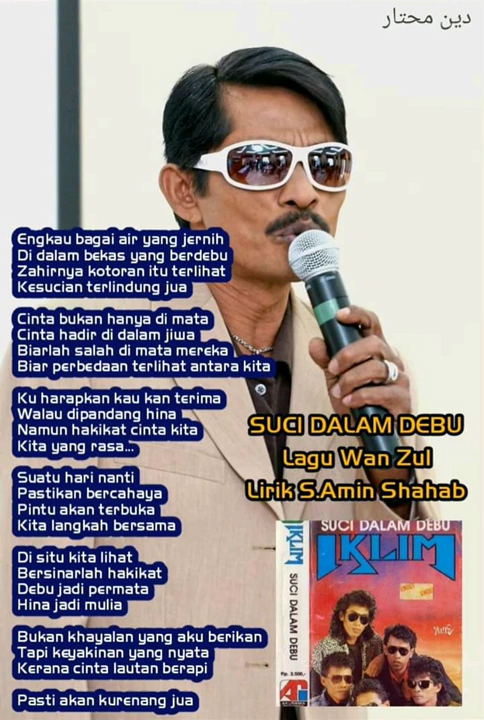 دين محتار
Engkau bagai air yang jernih
Di dalam bekas yang berdebu
Zahirnya kotoran itu terlihat
Kesucian terlindung jua
Cinta bukan hanya di mata
Cinta hadir di dalam jiwa
Biarlah salah di mata mereka
Biar perbedaan terlihat antara kita
Ku harapkan kau kan terima
Walau dipandang hina
Namun hakikat cinta kita
Kita yang rasa...
Suatu hari nanti
Pastikan bercahaya
Pintu akan terbuka
Kita langkah bersama
Di situ kita lihat
Bersinarlah hakikat
Debu jadi permata
Hina jadi mulia
Bukan khayalan yang aku berikan
Tapi keyakinan yang nyata
Kerana cinta lautan berapi
Pasti akan kurenang jua
SUCI DALAM DEBU
Lagu Wan Zul
Lirik S.Amin Shahab
SUCI DALAM DEBU
IKLIM
IKLIM
SUCI DALAM DEBU
Rp. 3.500,-